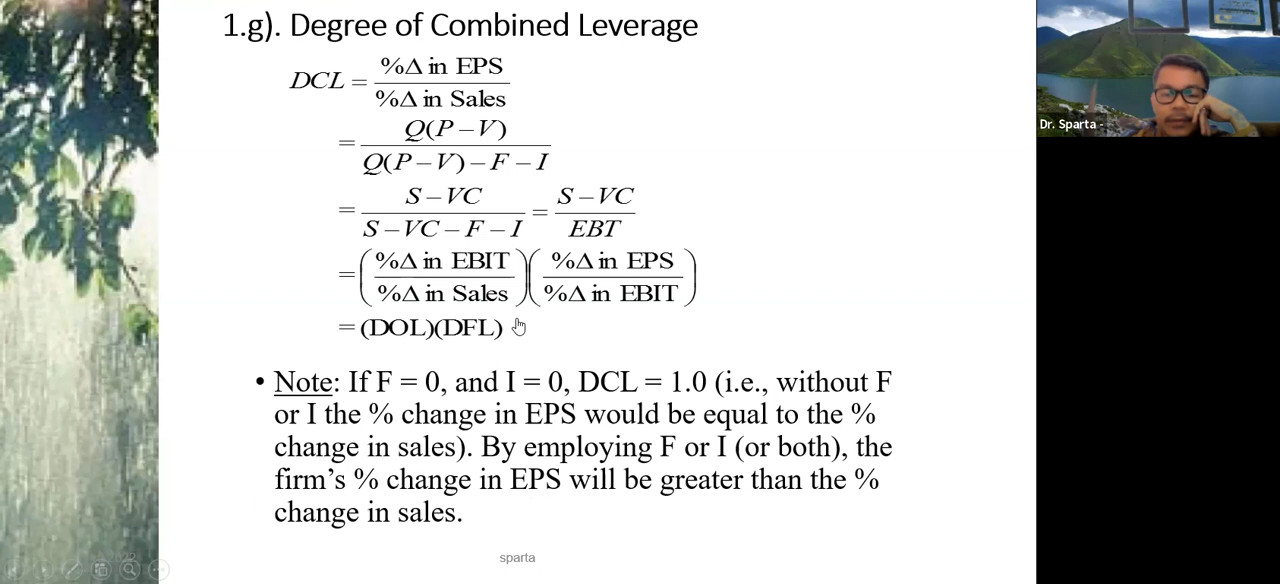 1.g). Degree of Combined Leverage
DCL = %Δ in EPS / %Δ in Sales
= Q(P – V) / Q(P – V) – F – I
= S – VC / S – VC – F – I = S – VC / EBT
= (%Δ in EBIT / %Δ in Sales)(%Δ in EPS / %Δ in EBIT)
= (DOL)(DFL)
• Note: If F = 0, and I = 0, DCL = 1.0 (i.e., without F
or I the % change in EPS would be equal to the %
change in sales). By employing F or I (or both), the
firm's % change in EPS will be greater than the %
change in sales.
sparta
Dr. Sparta -